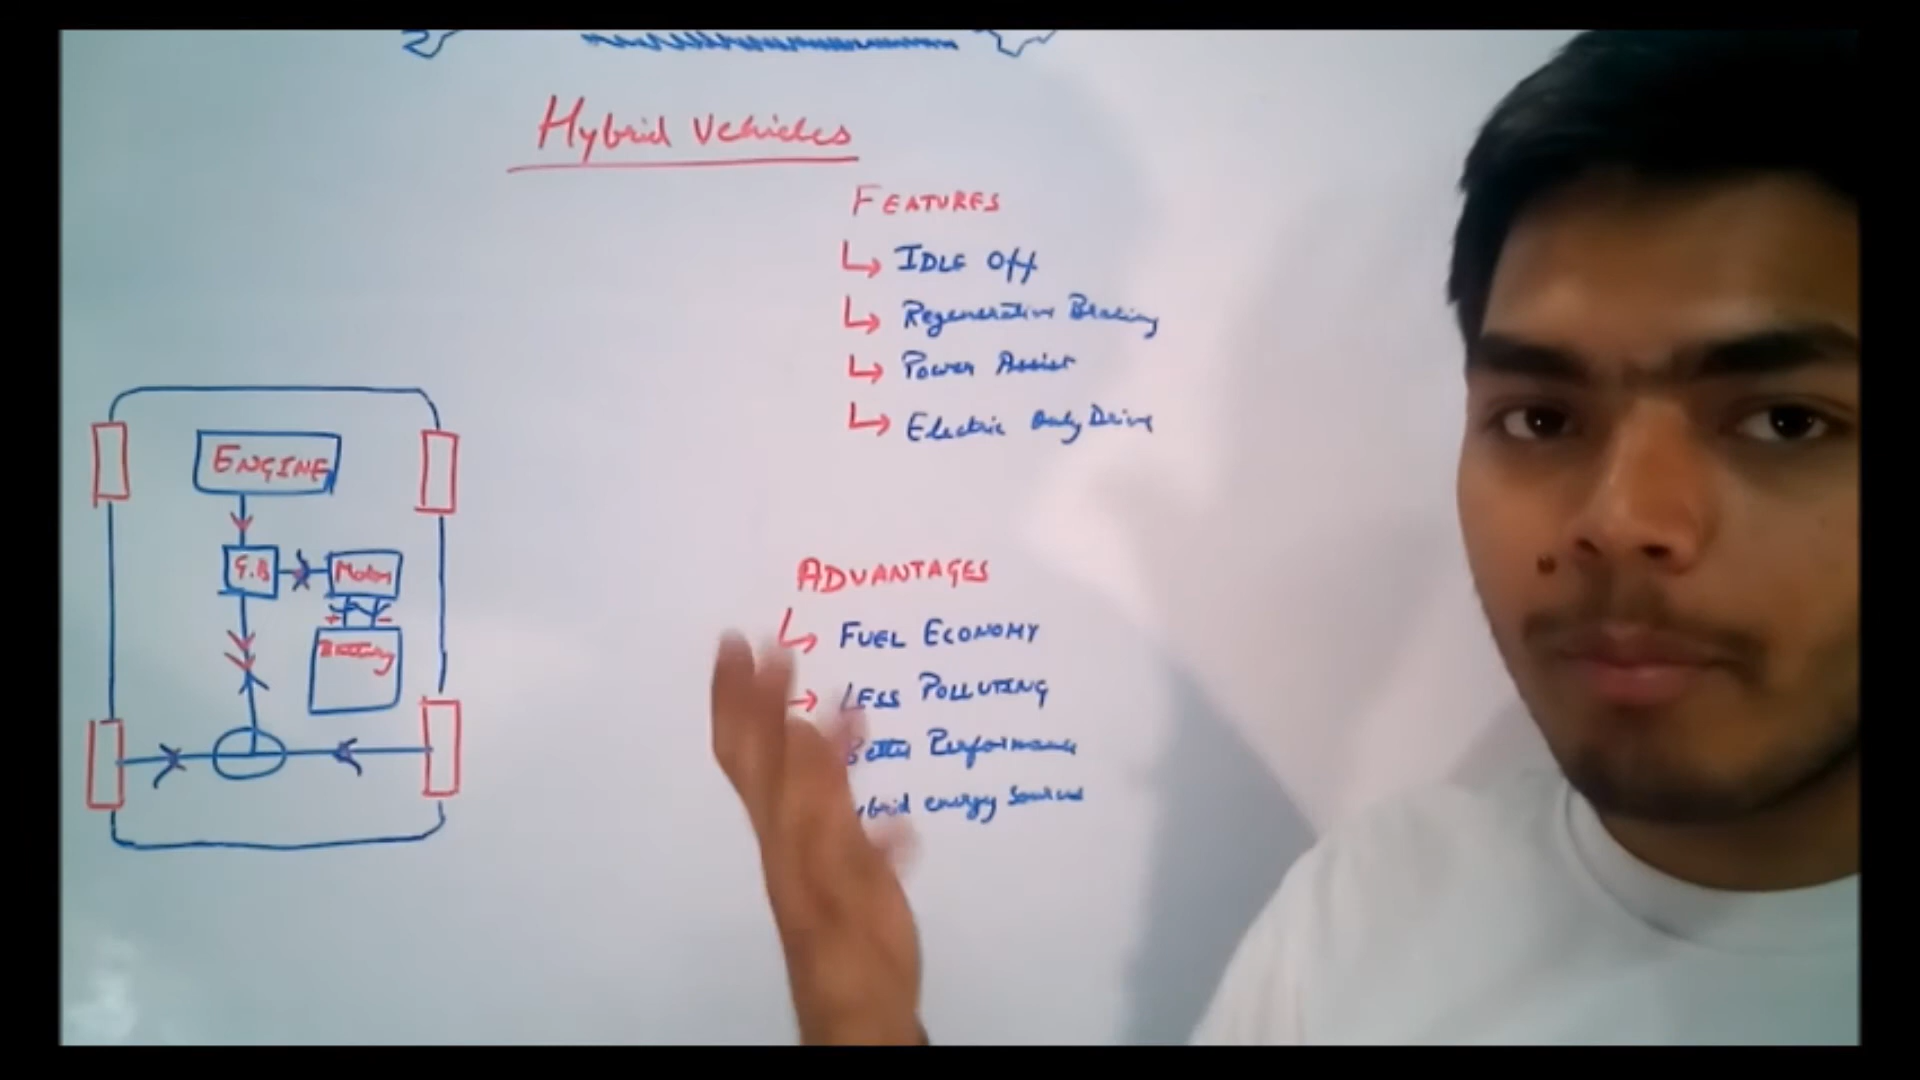 Hybrid Vehicles
FEATURES
IDLE Off
Regenerative Braking
Power Assist
Electric Only Drive
ENGINE
G.B
Motor
+ -
Battery
ADVANTAGES
FUEL ECONOMY
LESS POLLUTING
Better Performance
ybrid energy sources